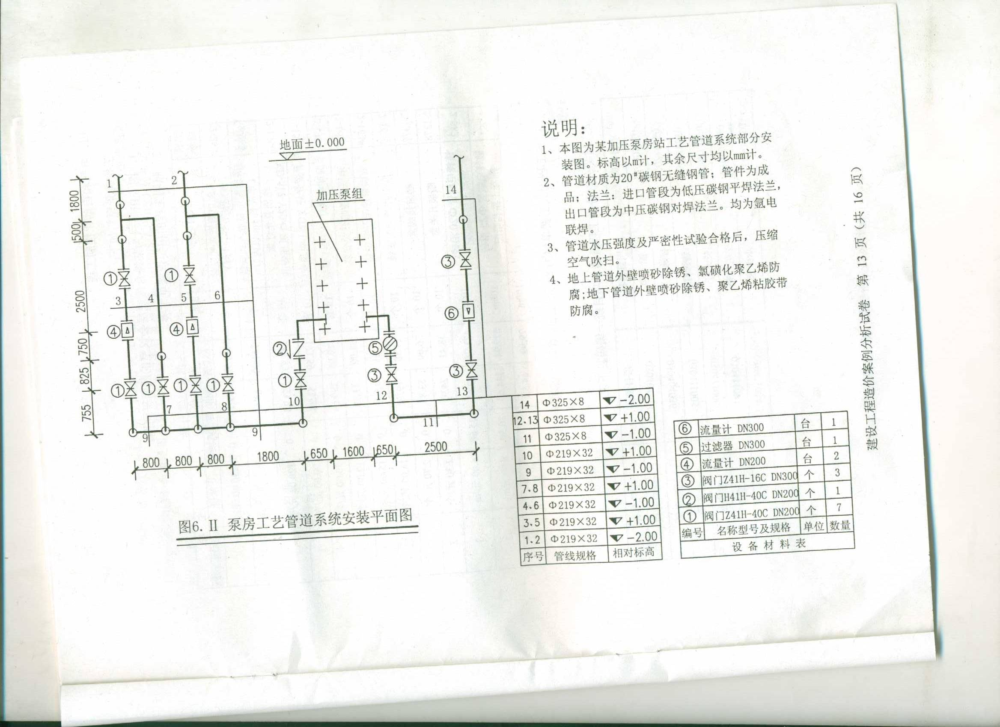 地面±0.000
加压泵组
1
2
14
3
4
5
6
7
8
9
9
10
12
11
13
①
①
③
④
④
⑥
②
⑤
①
①
①
①
①
③
③
1800
500
2500
750
825
755
800
800
800
1800
650
1600
650
2500
图6.Ⅱ 泵房工艺管道系统安装平面图
说明:
1、本图为某加压泵房站工艺管道系统部分安
装图。标高以m计，其余尺寸均以mm计。
2、管道材质为20#碳钢无缝钢管；管件为成
品；法兰：进口管段为低压碳钢平焊法兰，
出口管段为中压碳钢对焊法兰。均为氩电
联焊。
3、管道水压强度及严密性试验合格后，压缩
空气吹扫。
4、地上管道外壁喷砂除锈、氯磺化聚乙烯防
腐;地下管道外壁喷砂除锈、聚乙烯粘胶带
防腐。
14 Φ325×8 -2.00
12.13 Φ325×8 +1.00
11 Φ325×8 -1.00
10 Φ219×32 +1.00
9 Φ219×32 -1.00
7.8 Φ219×32 +1.00
4.6 Φ219×32 -1.00
3.5 Φ219×32 +1.00
1.2 Φ219×32 -2.00
序号 管线规格 相对标高
⑥ 流量计 DN300 台 1
⑤ 过滤器 DN300 台 1
④ 流量计 DN200 台 2
③ 阀门Z41H-16C DN300 个 3
② 阀门H41H-40C DN200 个 1
① 阀门Z41H-40C DN200 个 7
编号 名称型号及规格 单位 数量
设备材料表
建设工程造价案例分析试卷 第 13 页（共 16 页）